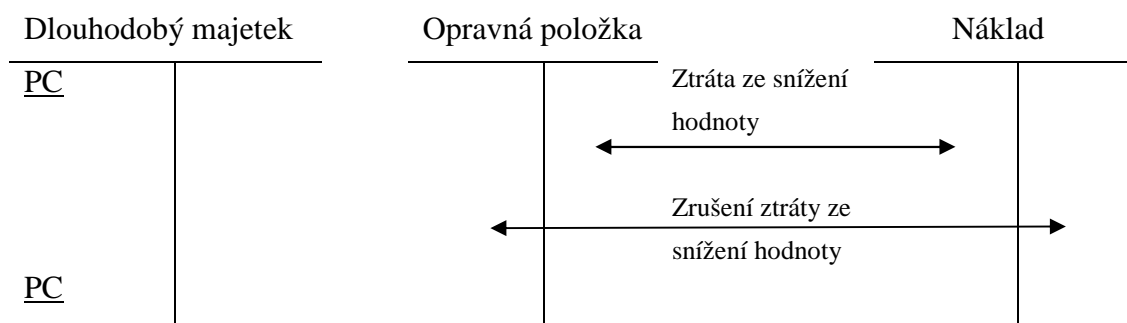 Dlouhodobý majetek
Opravná položka
Náklad
PC
Ztráta ze snížení
hodnoty
Zrušení ztráty ze
snížení hodnoty
PC